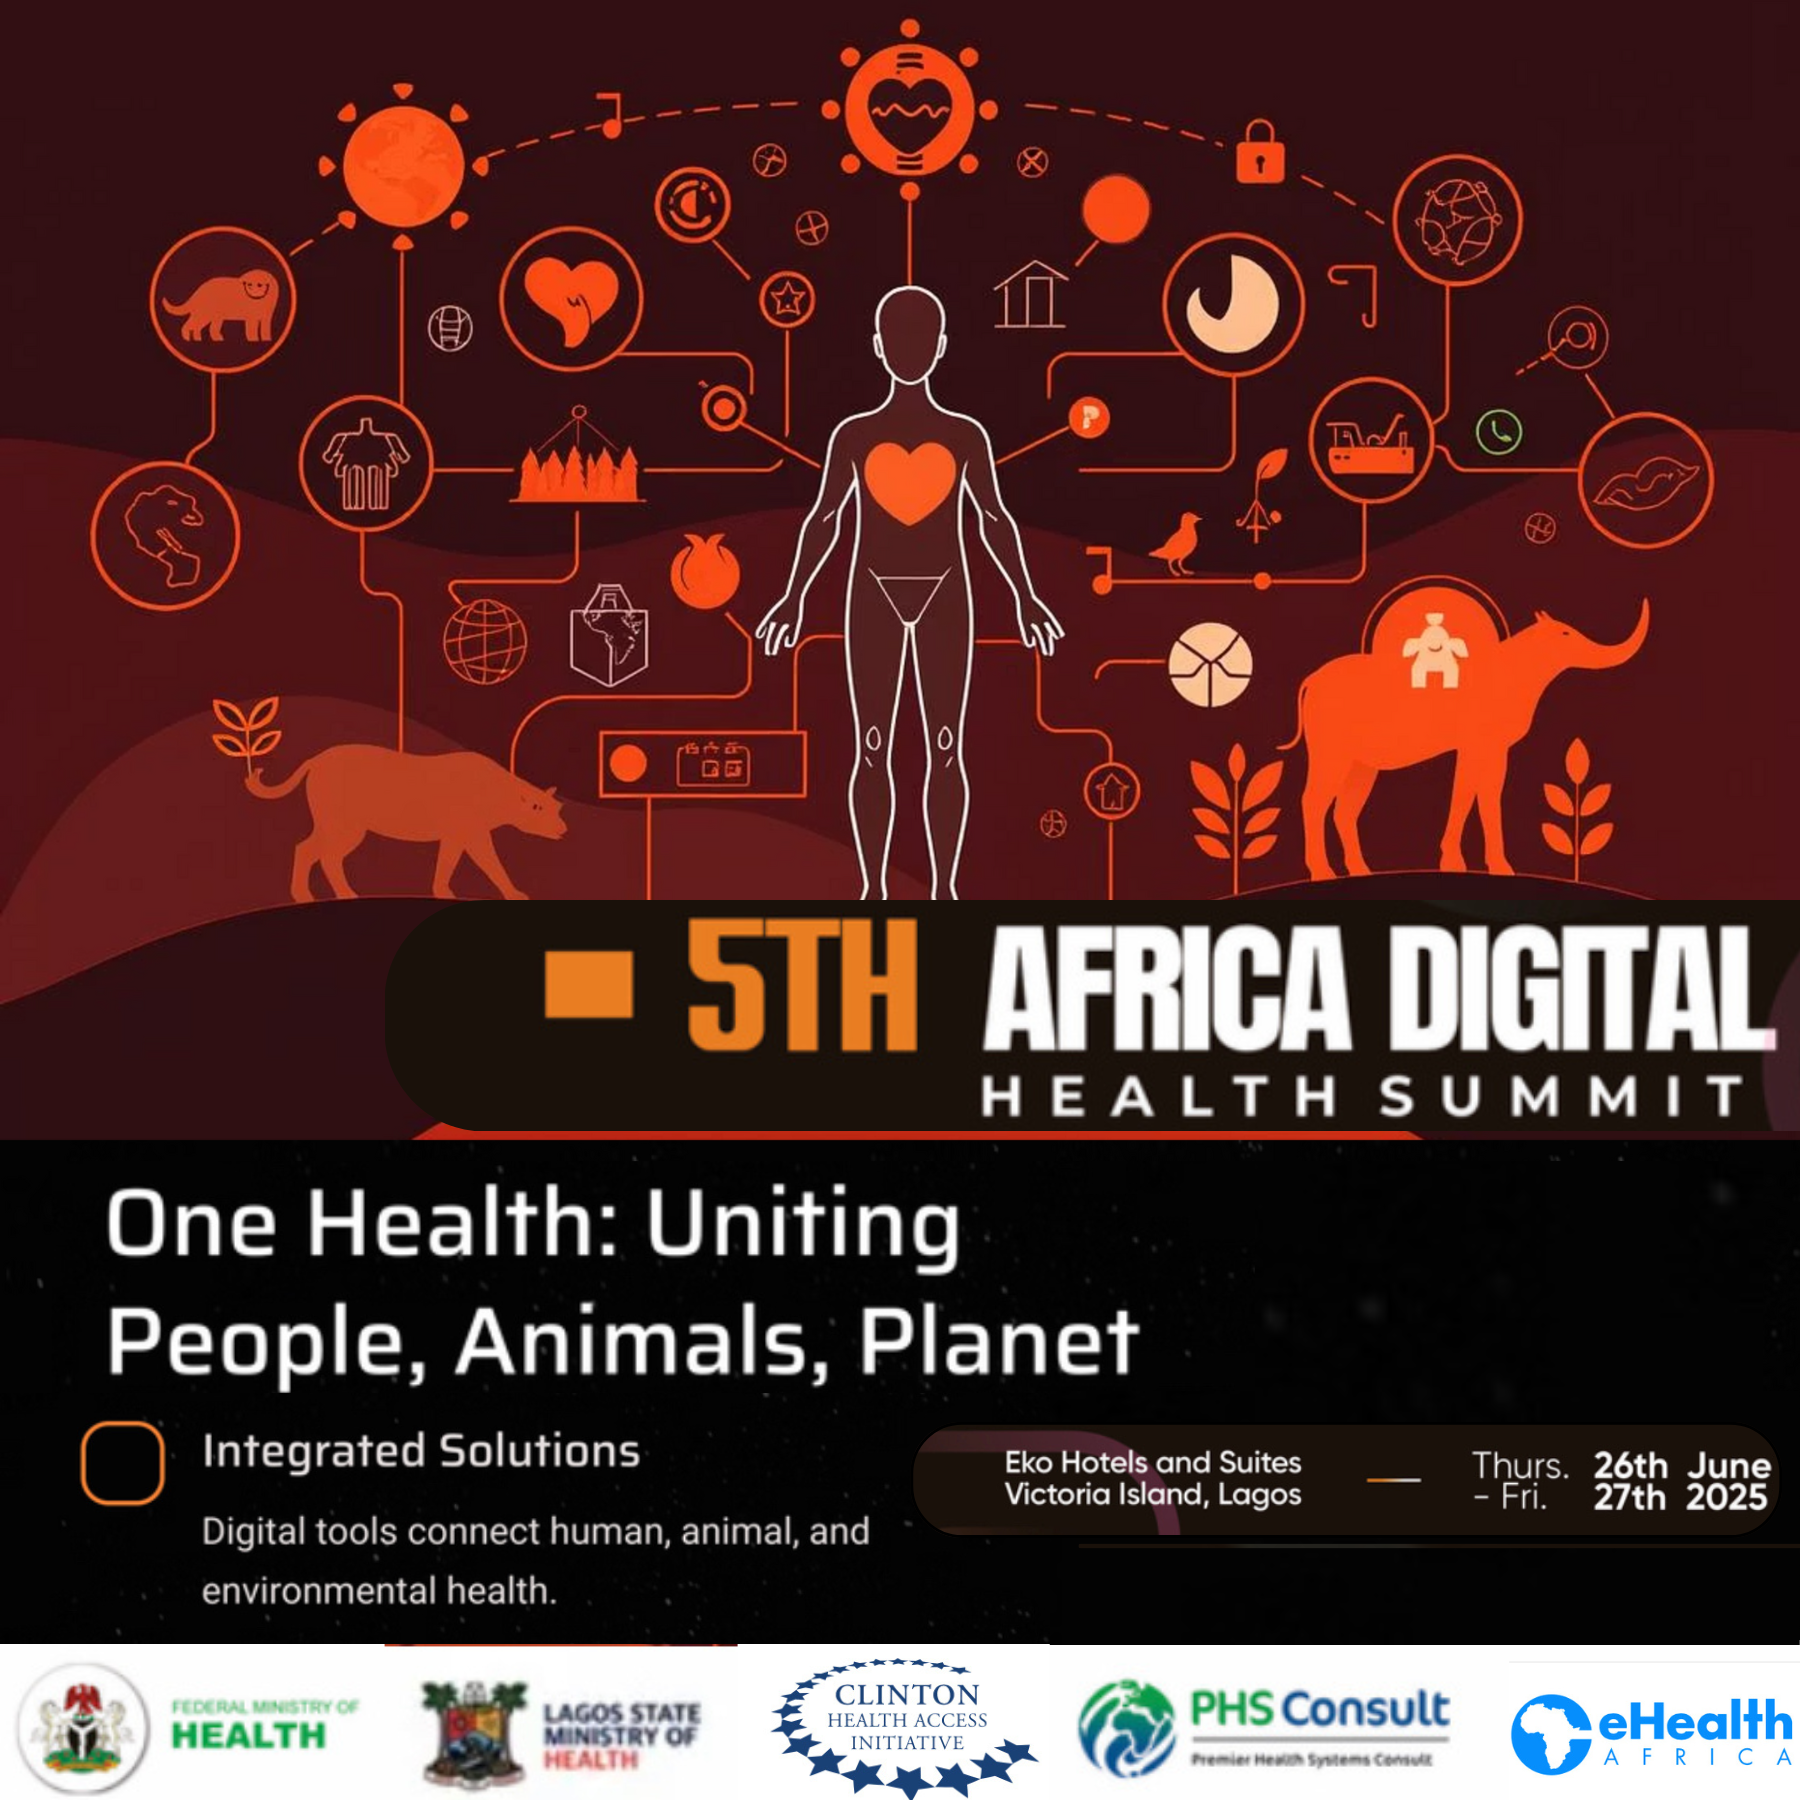 5TH AFRICA DIGITAL
HEALTH SUMMIT
One Health: Uniting
People, Animals, Planet
Integrated Solutions
Digital tools connect human, animal, and
environmental health.
Eko Hotels and Suites
Victoria Island, Lagos
Thurs. 26th June
– Fri. 27th 2025
FEDERAL MINISTRY OF
HEALTH
LAGOS STATE
MINISTRY OF
HEALTH
CLINTON
HEALTH ACCESS
INITIATIVE
PHS Consult
Premier Health Systems Consult
eHealth
AFRICA